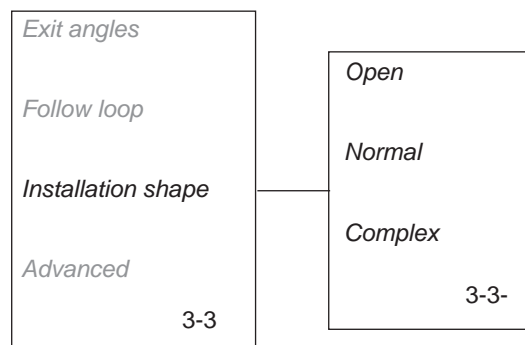 Exit angles
Follow loop
Installation shape
Advanced
3-3
Open
Normal
Complex
3-3-